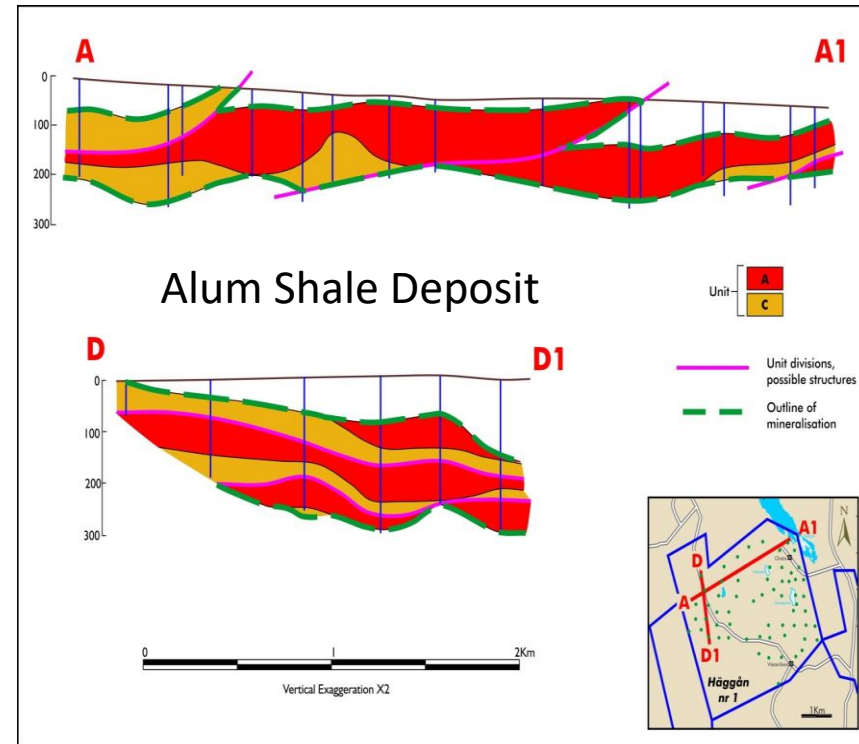 A
A1
0
100
200
300
Alum Shale Deposit
Unit
A
C
D
D1
0
100
200
300
Unit divisions,
possible structures
Outline of
mineralisation
0
1
2Km
Vertical Exaggeration X2
N
A1
D
A
D1
Häggån
nr 1
1Km